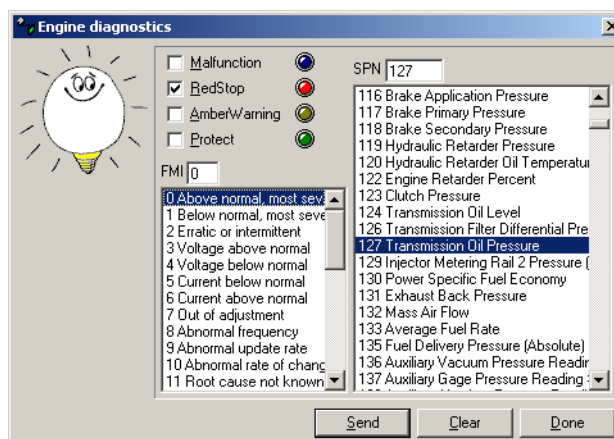 Engine diagnostics
Malfunction
RedStop
AmberWarning
Protect
FMI 0
0 Above normal, most seve
1 Below normal, most seve
2 Erratic or intermittent
3 Voltage above normal
4 Voltage below normal
5 Current below normal
6 Current above normal
7 Out of adjustment
8 Abnormal frequency
9 Abnormal update rate
10 Abnormal rate of chang
11 Root cause not known
SPN 127
116 Brake Application Pressure
117 Brake Primary Pressure
118 Brake Secondary Pressure
119 Hydraulic Retarder Pressure
120 Hydraulic Retarder Oil Temperatu
122 Engine Retarder Percent
123 Clutch Pressure
124 Transmission Oil Level
126 Transmission Filter Differential Pre
127 Transmission Oil Pressure
129 Injector Metering Rail 2 Pressure (
130 Power Specific Fuel Economy
131 Exhaust Back Pressure
132 Mass Air Flow
133 Average Fuel Rate
135 Fuel Delivery Pressure (Absolute)
136 Auxiliary Vacuum Pressure Readin
137 Auxiliary Gage Pressure Reading
Send
Clear
Done